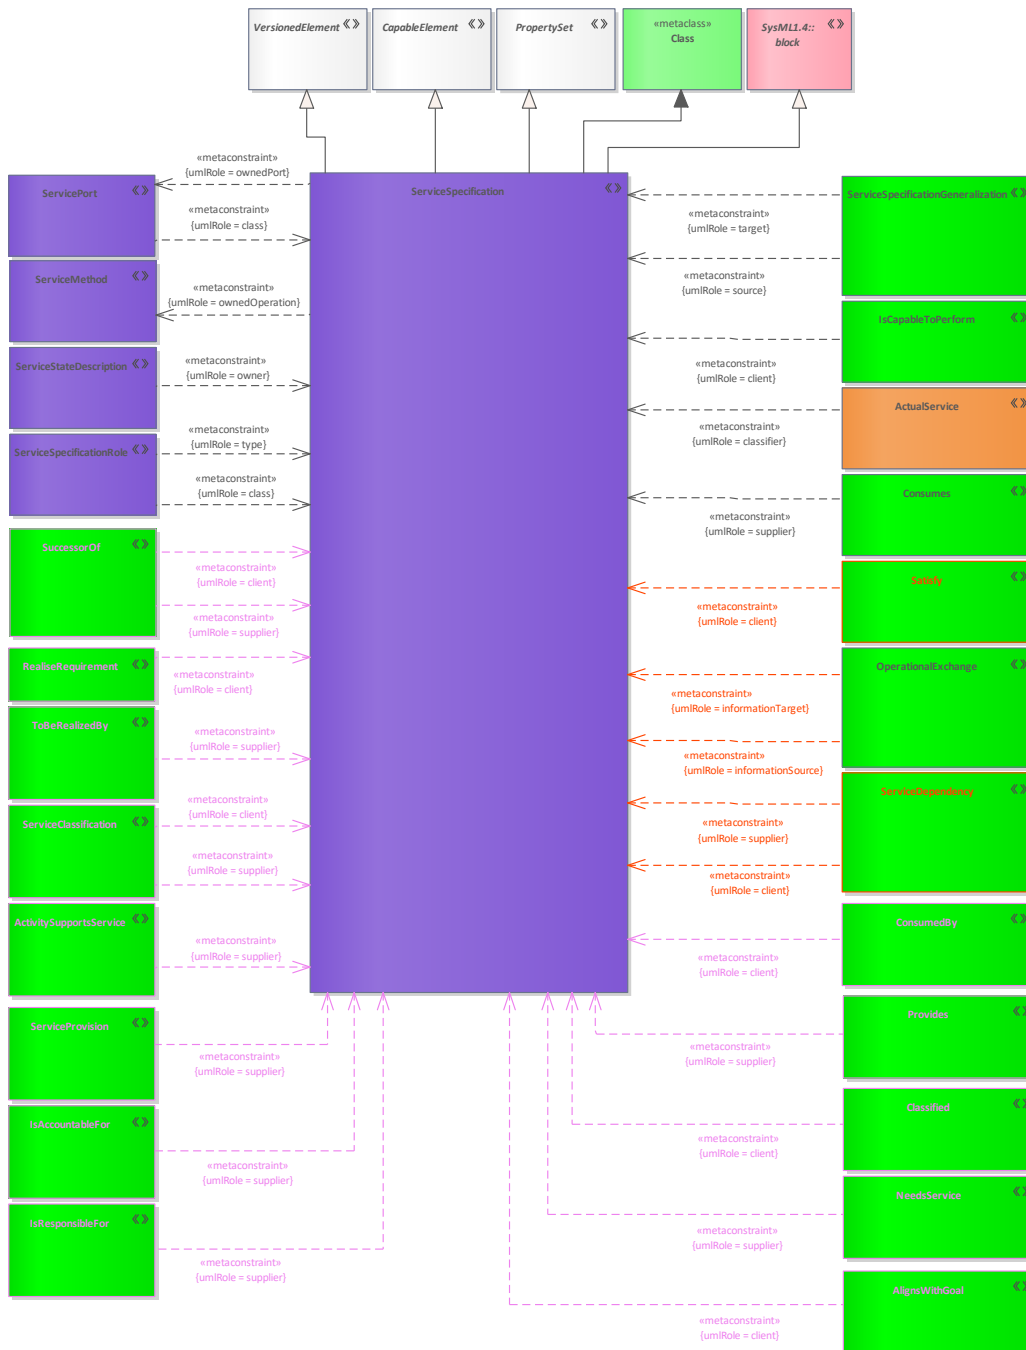 VersionedElement
CapableElement
PropertySet
«metaclass»
Class
SysML1.4::
block
ServiceSpecification
ServicePort
«metaconstraint»
{umlRole = ownedPort}
«metaconstraint»
{umlRole = class}
ServiceMethod
«metaconstraint»
{umlRole = ownedOperation}
ServiceStateDescription
«metaconstraint»
{umlRole = owner}
ServiceSpecificationRole
«metaconstraint»
{umlRole = type}
«metaconstraint»
{umlRole = class}
SuccessorOf
«metaconstraint»
{umlRole = client}
«metaconstraint»
{umlRole = supplier}
RealiseRequirement
«metaconstraint»
{umlRole = client}
ToBeRealizedBy
«metaconstraint»
{umlRole = supplier}
ServiceClassification
«metaconstraint»
{umlRole = client}
«metaconstraint»
{umlRole = supplier}
ActivitySupportsService
«metaconstraint»
{umlRole = supplier}
ServiceProvision
«metaconstraint»
{umlRole = supplier}
IsAccountableFor
«metaconstraint»
{umlRole = supplier}
IsResponsibleFor
«metaconstraint»
{umlRole = supplier}
ServiceSpecificationGeneralization
«metaconstraint»
{umlRole = target}
«metaconstraint»
{umlRole = source}
IsCapableToPerform
«metaconstraint»
{umlRole = client}
ActualService
«metaconstraint»
{umlRole = classifier}
Consumes
«metaconstraint»
{umlRole = supplier}
Satisfy
«metaconstraint»
{umlRole = client}
OperationalExchange
«metaconstraint»
{umlRole = informationTarget}
«metaconstraint»
{umlRole = informationSource}
ServiceDependency
«metaconstraint»
{umlRole = supplier}
«metaconstraint»
{umlRole = client}
ConsumedBy
«metaconstraint»
{umlRole = client}
Provides
«metaconstraint»
{umlRole = supplier}
Classified
«metaconstraint»
{umlRole = client}
NeedsService
«metaconstraint»
{umlRole = supplier}
AlignsWithGoal
«metaconstraint»
{umlRole = client}